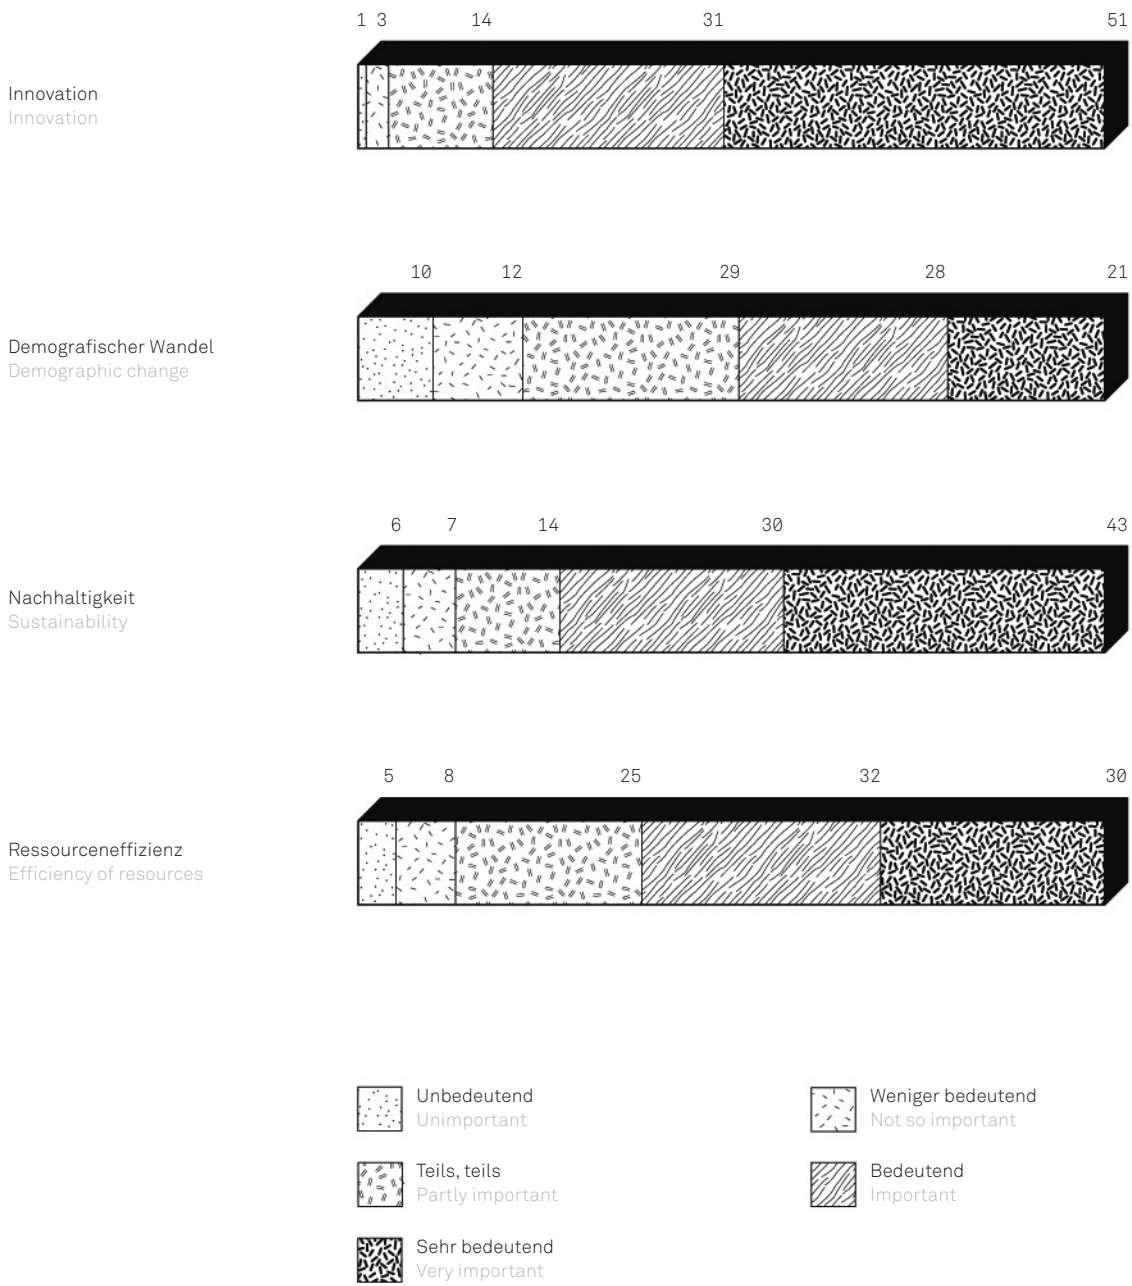 1 3 14 31 51
Innovation
Innovation
10 12 29 28 21
Demografischer Wandel
Demographic change
6 7 14 30 43
Nachhaltigkeit
Sustainability
5 8 25 32 30
Ressourceneffizienz
Efficiency of resources
Unbedeutend
Unimportant
Weniger bedeutend
Not so important
Teils, teils
Partly important
Bedeutend
Important
Sehr bedeutend
Very important